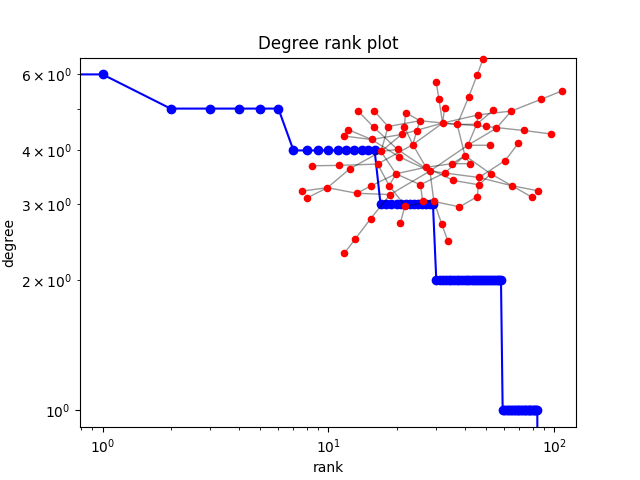 Degree rank plot
6 × 10⁰
4 × 10⁰
3 × 10⁰
2 × 10⁰
10⁰
degree
10⁰ 10¹ 10²
rank